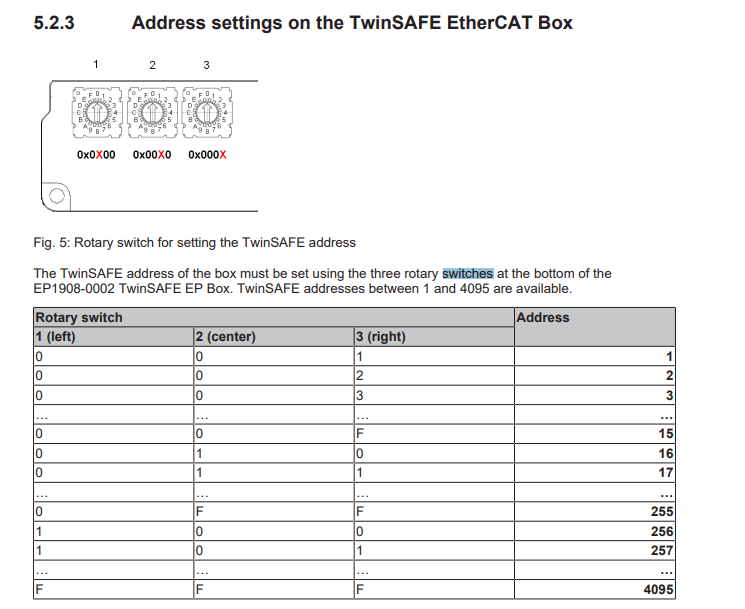 5.2.3 Address settings on the TwinSAFE EtherCAT Box
1 2 3
0x0X00 0x00X0 0x000X
Fig. 5: Rotary switch for setting the TwinSAFE address
The TwinSAFE address of the box must be set using the three rotary switches at the bottom of the
EP1908-0002 TwinSAFE EP Box. TwinSAFE addresses between 1 and 4095 are available.
Rotary switch Address
1 (left) 2 (center) 3 (right)
0 0 1 1
0 0 2 2
0 0 3 3
... ... ... ...
0 0 F 15
0 1 0 16
0 1 1 17
... ... ... ...
0 F F 255
1 0 0 256
1 0 1 257
... ... ... ...
F F F 4095